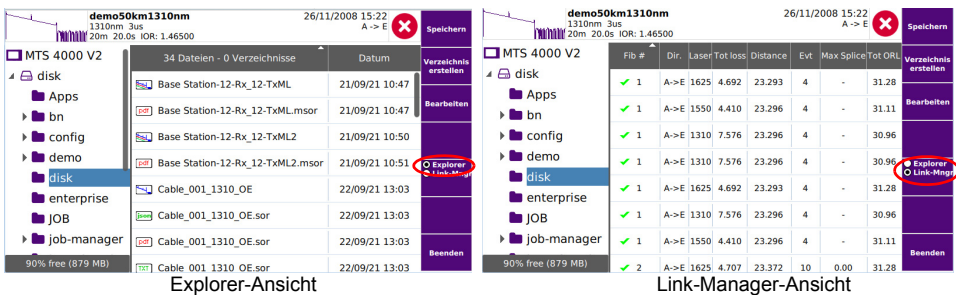 demo50km1310nm
26/11/2008 15:22
1310nm 3us
A -> E
20m 20.0s IOR: 1.46500
Speichern
MTS 4000 V2
disk
Apps
bn
config
demo
disk
enterprise
JOB
job-manager
90% free (879 MB)
34 Dateien - 0 Verzeichnisse Datum
Base Station-12-Rx_12-TxML 21/09/21 10:47
pdf Base Station-12-Rx_12-TxML.msor 21/09/21 10:47
Base Station-12-Rx_12-TxML2 21/09/21 10:50
pdf Base Station-12-Rx_12-TxML2.msor 21/09/21 10:51
Cable_001_1310_OE 22/09/21 13:03
json Cable_001_1310_OE.sor 22/09/21 13:03
pdf Cable_001_1310_OE.sor 22/09/21 13:03
TXT Cable_001_1310_OE.sor 22/09/21 13:03
Verzeichnis
erstellen
Bearbeiten
Explorer
Link-Mngr
Beenden
Explorer-Ansicht
demo50km1310nm
26/11/2008 15:22
1310nm 3us
A -> E
20m 20.0s IOR: 1.46500
Speichern
MTS 4000 V2
disk
Apps
bn
config
demo
disk
enterprise
JOB
job-manager
90% free (879 MB)
Fib # Dir. Laser Tot loss Distance Evt Max Splice Tot ORL
1 A->E 1625 4.692 23.293 4 - 31.28
1 A->E 1550 4.410 23.296 4 - 31.11
1 A->E 1310 7.576 23.296 4 - 30.96
1 A->E 1310 7.576 23.296 4 - 30.96
1 A->E 1625 4.692 23.293 4 - 31.28
1 A->E 1310 7.576 23.296 4 - 30.96
1 A->E 1550 4.410 23.296 4 - 31.11
2 A->E 1625 4.707 23.372 10 0.00 31.28
Verzeichnis
erstellen
Bearbeiten
Explorer
Link-Mngr
Beenden
Link-Manager-Ansicht